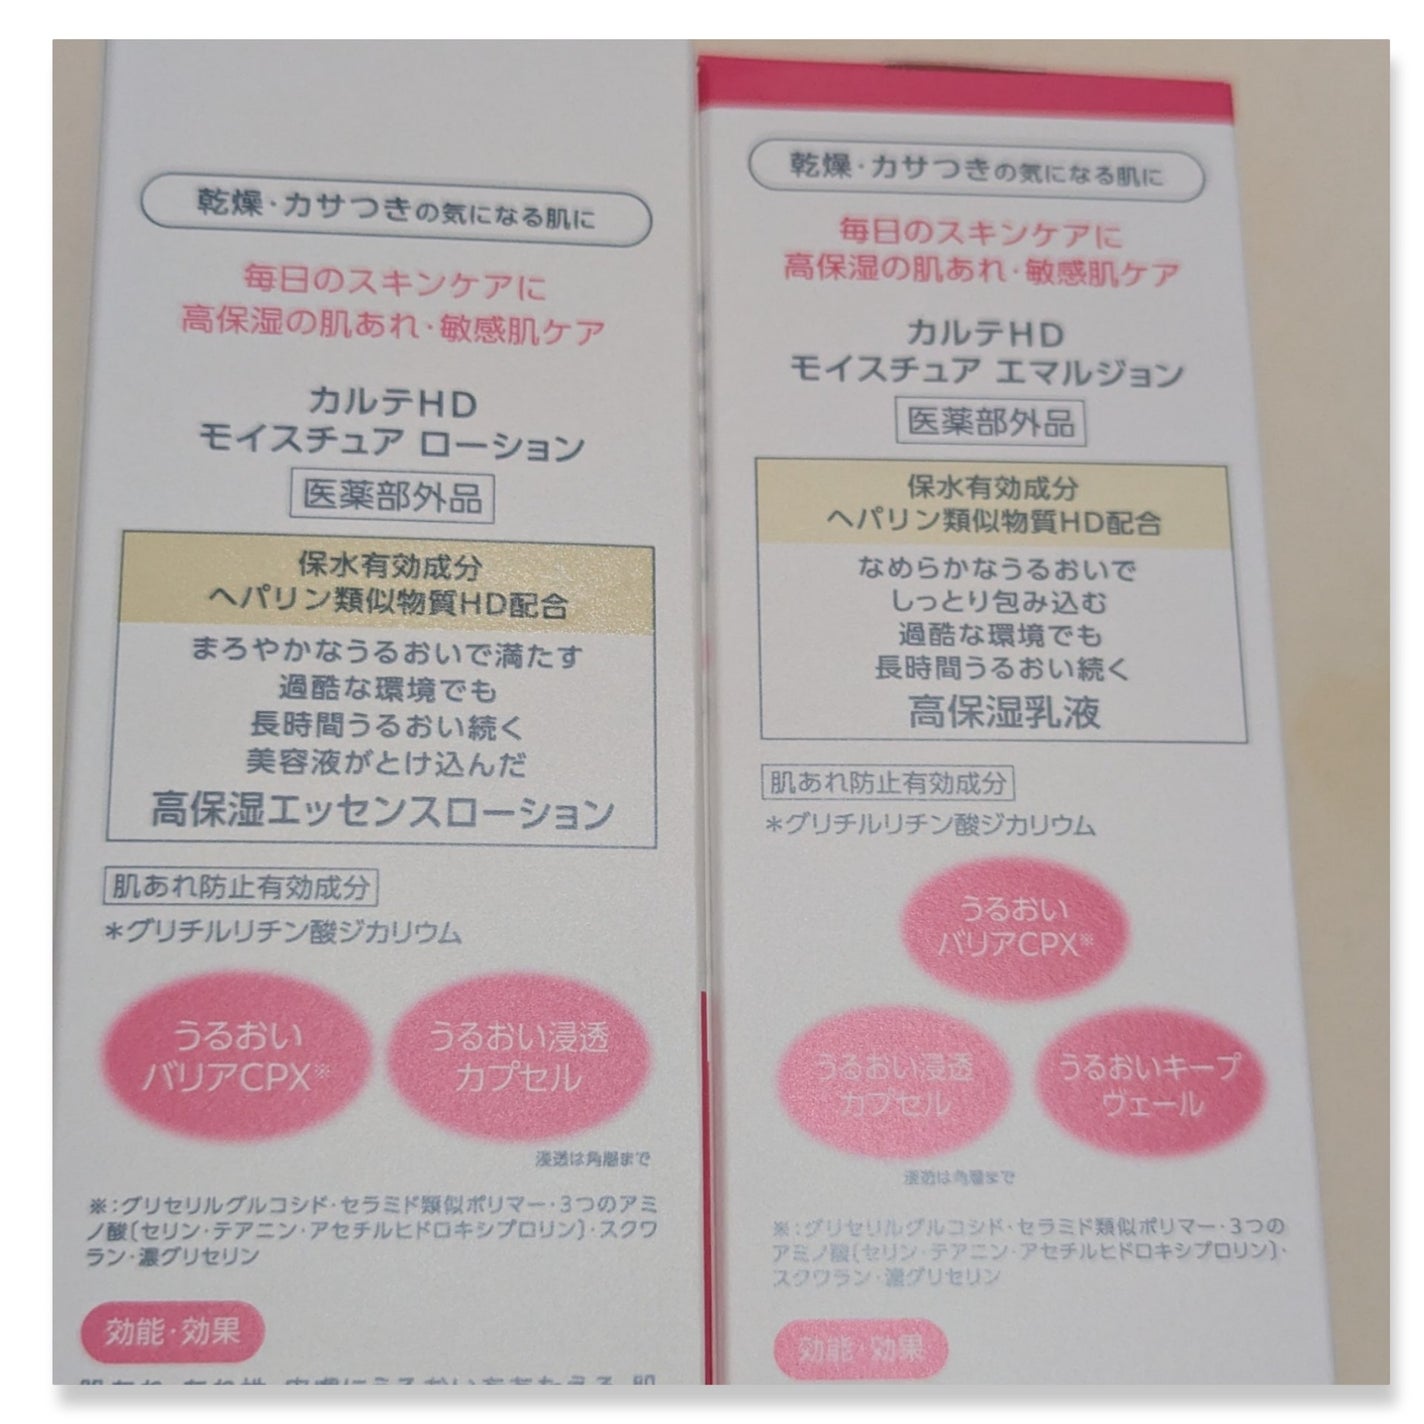 乾燥・カサつきの気になる肌に
毎日のスキンケアに
高保湿の肌あれ・敏感肌ケア
カルテHD
モイスチュア ローション
医薬部外品
保水有効成分
ヘパリン類似物質HD配合
まろやかなうるおいで満たす
過酷な環境でも
長時間うるおい続く
美容液がとけ込んだ
高保湿エッセンスローション
肌あれ防止有効成分
*グリチルリチン酸ジカリウム
うるおい
バリアCPX※
うるおい浸透
カプセル
浸透は角層まで
※:グリセリルグルコシド・セラミド類似ポリマー・3つのアミ
ノ酸〔セリン・テアニン・アセチルヒドロキシプロリン〕・スクワ
ラン・濃グリセリン
効能・効果
乾燥・カサつきの気になる肌に
毎日のスキンケアに
高保湿の肌あれ・敏感肌ケア
カルテHD
モイスチュア エマルジョン
医薬部外品
保水有効成分
ヘパリン類似物質HD配合
なめらかなうるおいで
しっとり包み込む
過酷な環境でも
長時間うるおい続く
高保湿乳液
肌あれ防止有効成分
*グリチルリチン酸ジカリウム
うるおい
バリアCPX※
うるおい浸透
カプセル
うるおいキープ
ヴェール
浸透は角層まで
※:グリセリルグルコシド・セラミド類似ポリマー・3つの
アミノ酸〔セリン・テアニン・アセチルヒドロキシプロリン〕・
スクワラン・濃グリセリン
効能・効果